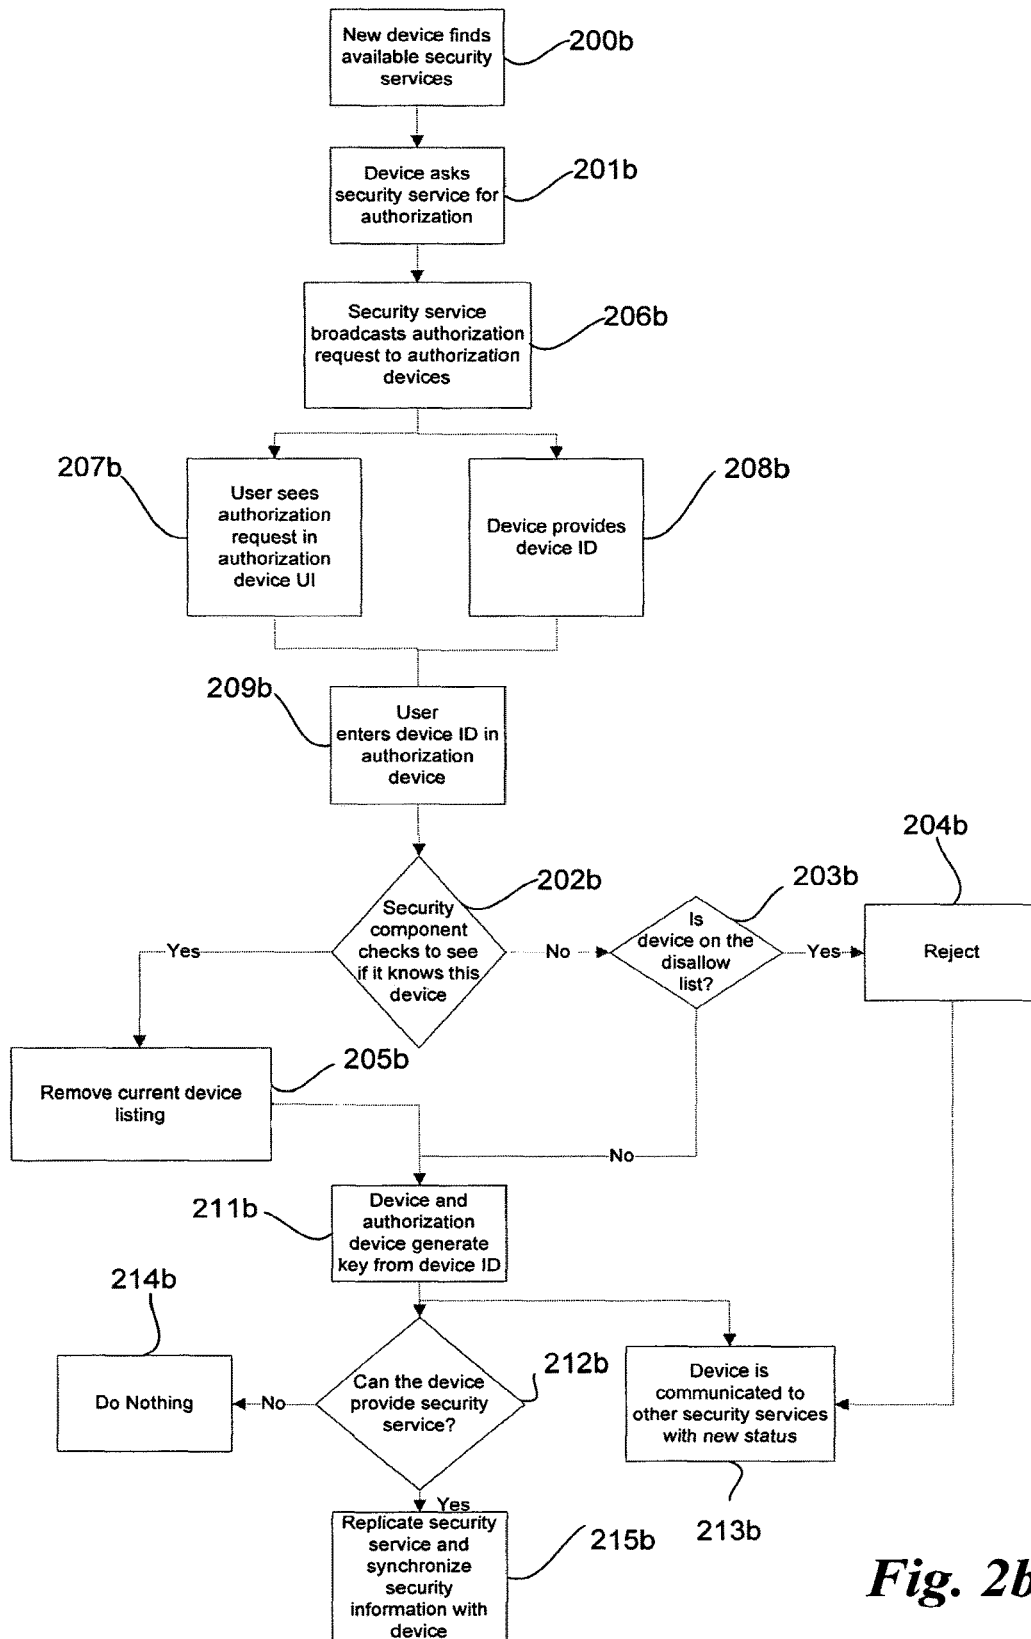 New device finds
available security
services
200b
Device asks
security service for
authorization
201b
Security service
broadcasts authorization
request to authorization
devices
206b
207b
User sees
authorization
request in
authorization
device UI
Device provides
device ID
208b
209b
User
enters device ID in
authorization
device
202b
Security
component
checks to see
if it knows this
device
Yes
No
203b
Is
device on the
disallow
list?
Yes
No
204b
Reject
205b
Remove current device
listing
211b
Device and
authorization
device generate
key from device ID
214b
Do Nothing
No
212b
Can the device
provide security
service?
Yes
Device is
communicated to
other security services
with new status
213b
Replicate security
service and
synchronize
security
information with
device
215b
Fig. 2b